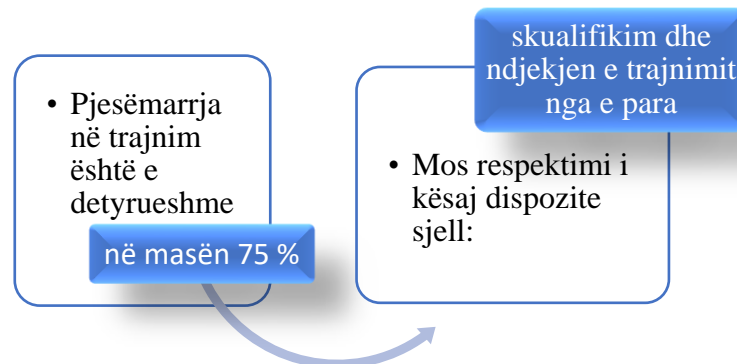 • Pjesëmarrja
në trajnim
është e
detyrueshme
në masën 75 %
• Mos respektimi i
kësaj dispozite
sjell:
skualifikim dhe
ndjekjen e trajnimit
nga e para